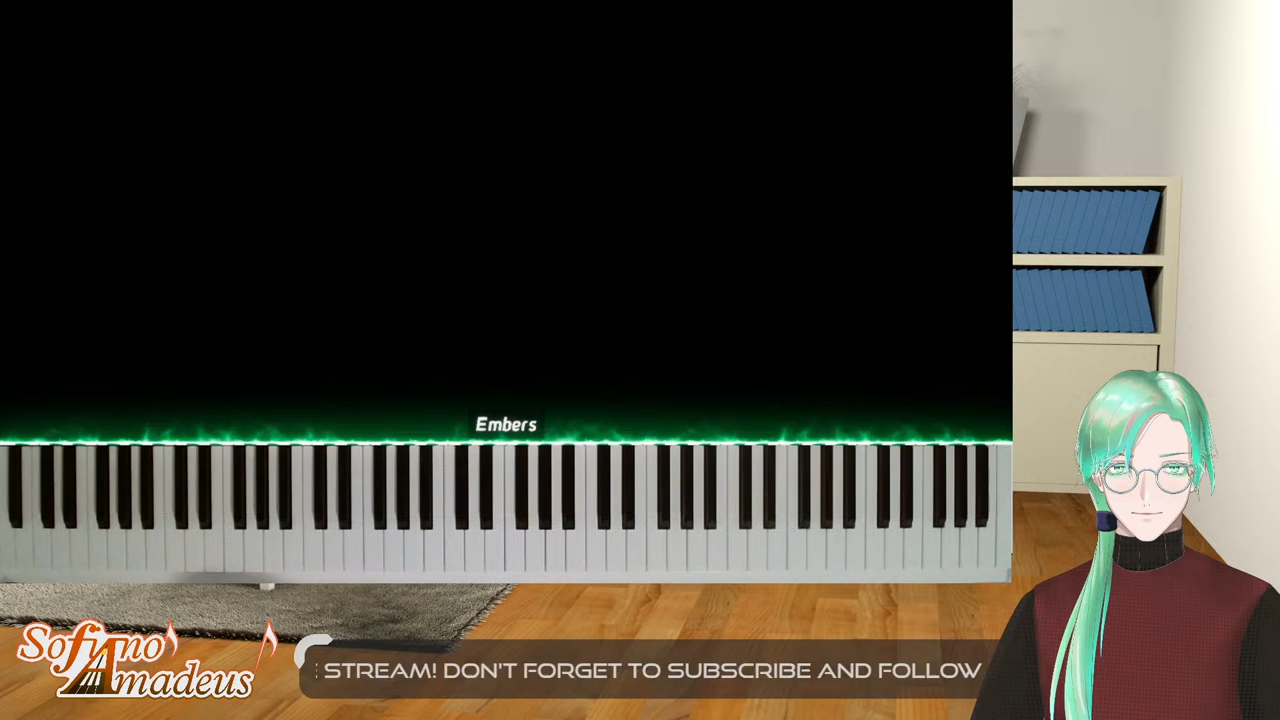 Embers
Sofiano
Amadeus
: STREAM! DON'T FORGET TO SUBSCRIBE AND FOLLOW